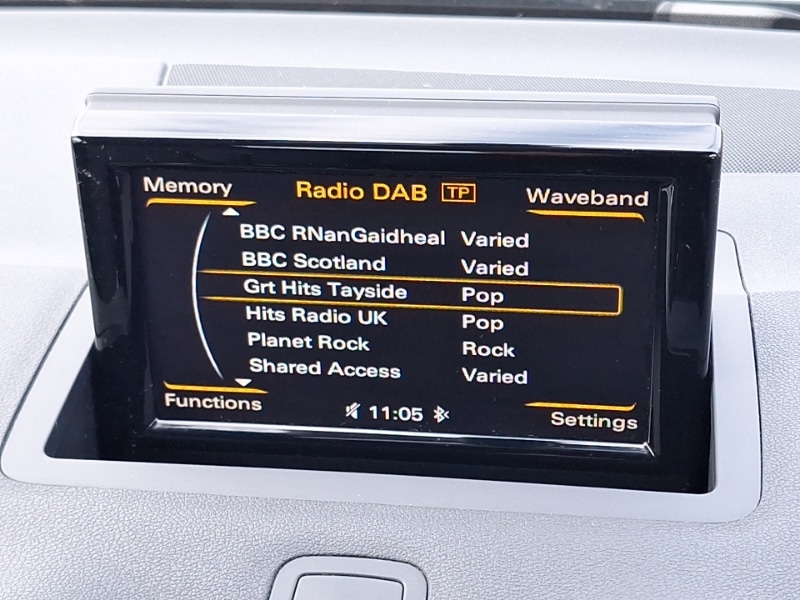 Memory Radio DAB TP Waveband
BBC RNanGaidheal Varied
BBC Scotland Varied
Grt Hits Tayside Pop
Hits Radio UK Pop
Planet Rock Rock
Shared Access Varied
Functions 11:05 Settings